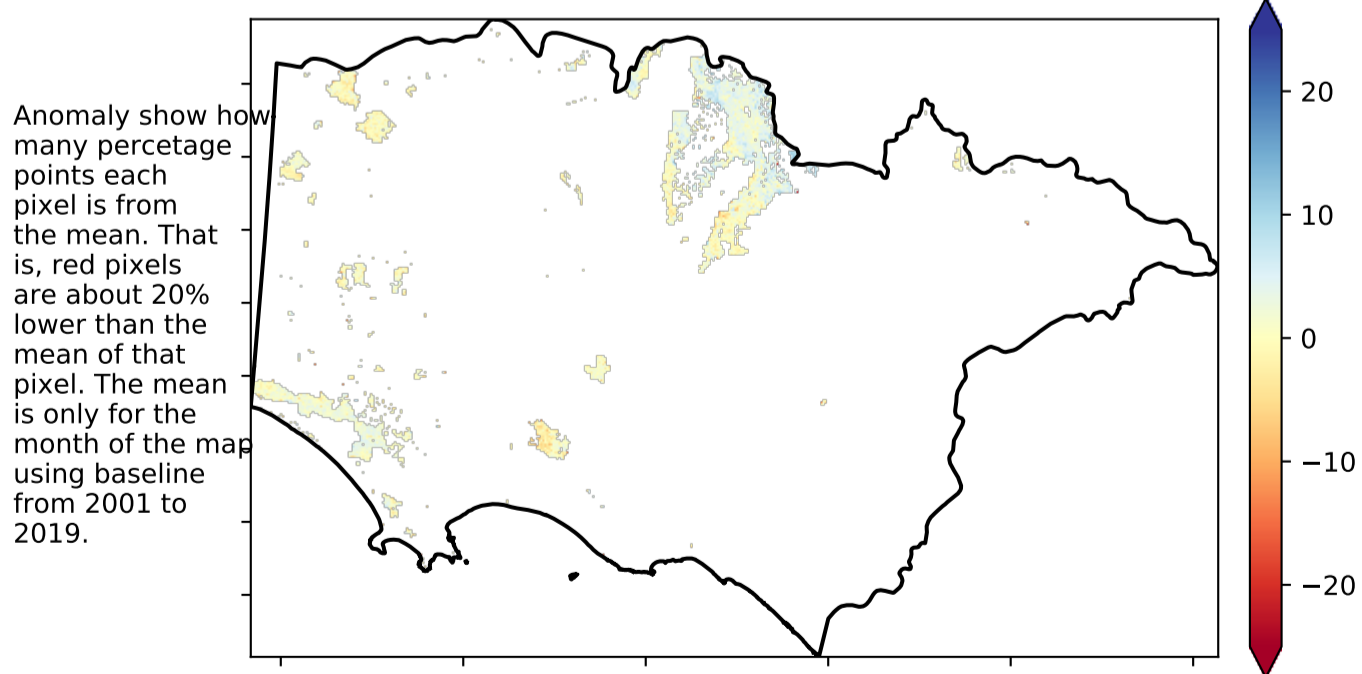 Anomaly show how
many percetage
points each
pixel is from
the mean. That
is, red pixels
are about 20%
lower than the
mean of that
pixel. The mean
is only for the
month of the map
using baseline
from 2001 to
2019.
20
10
0
−10
−20